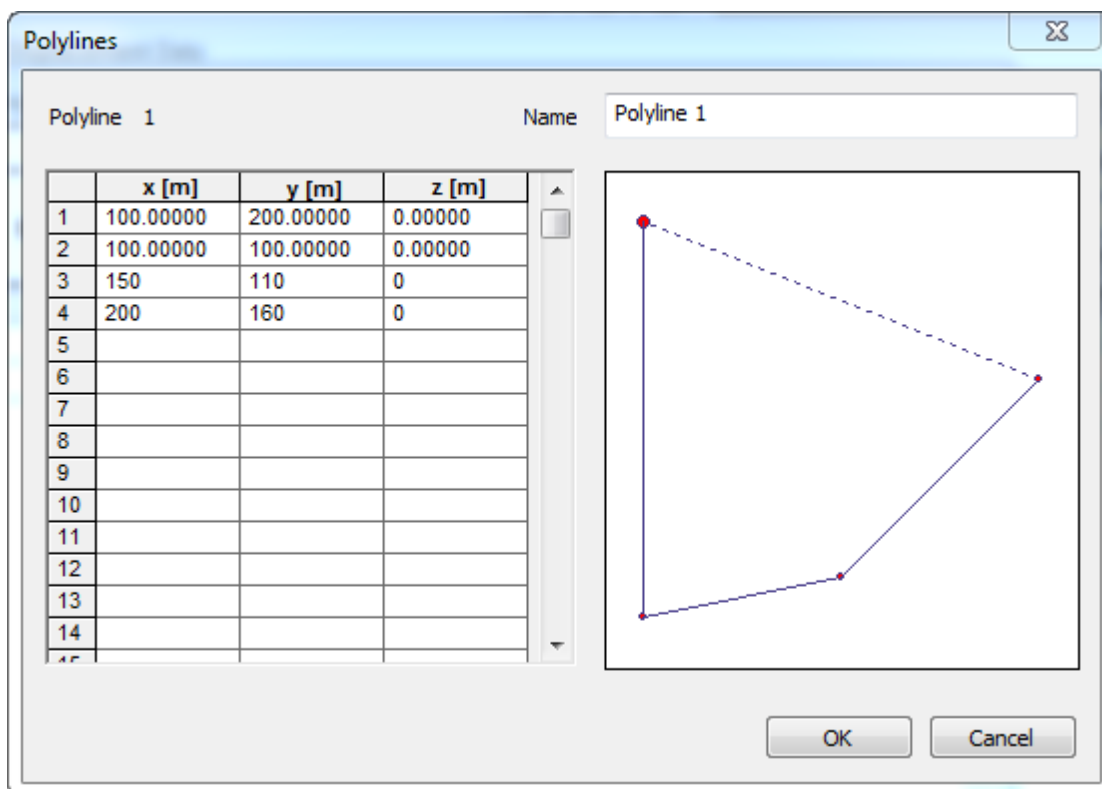 Polylines
Polyline 1
Name
Polyline 1
x [m] y [m] z [m]
1 100.00000 200.00000 0.00000
2 100.00000 100.00000 0.00000
3 150 110 0
4 200 160 0
5
6
7
8
9
10
11
12
13
14
OK Cancel